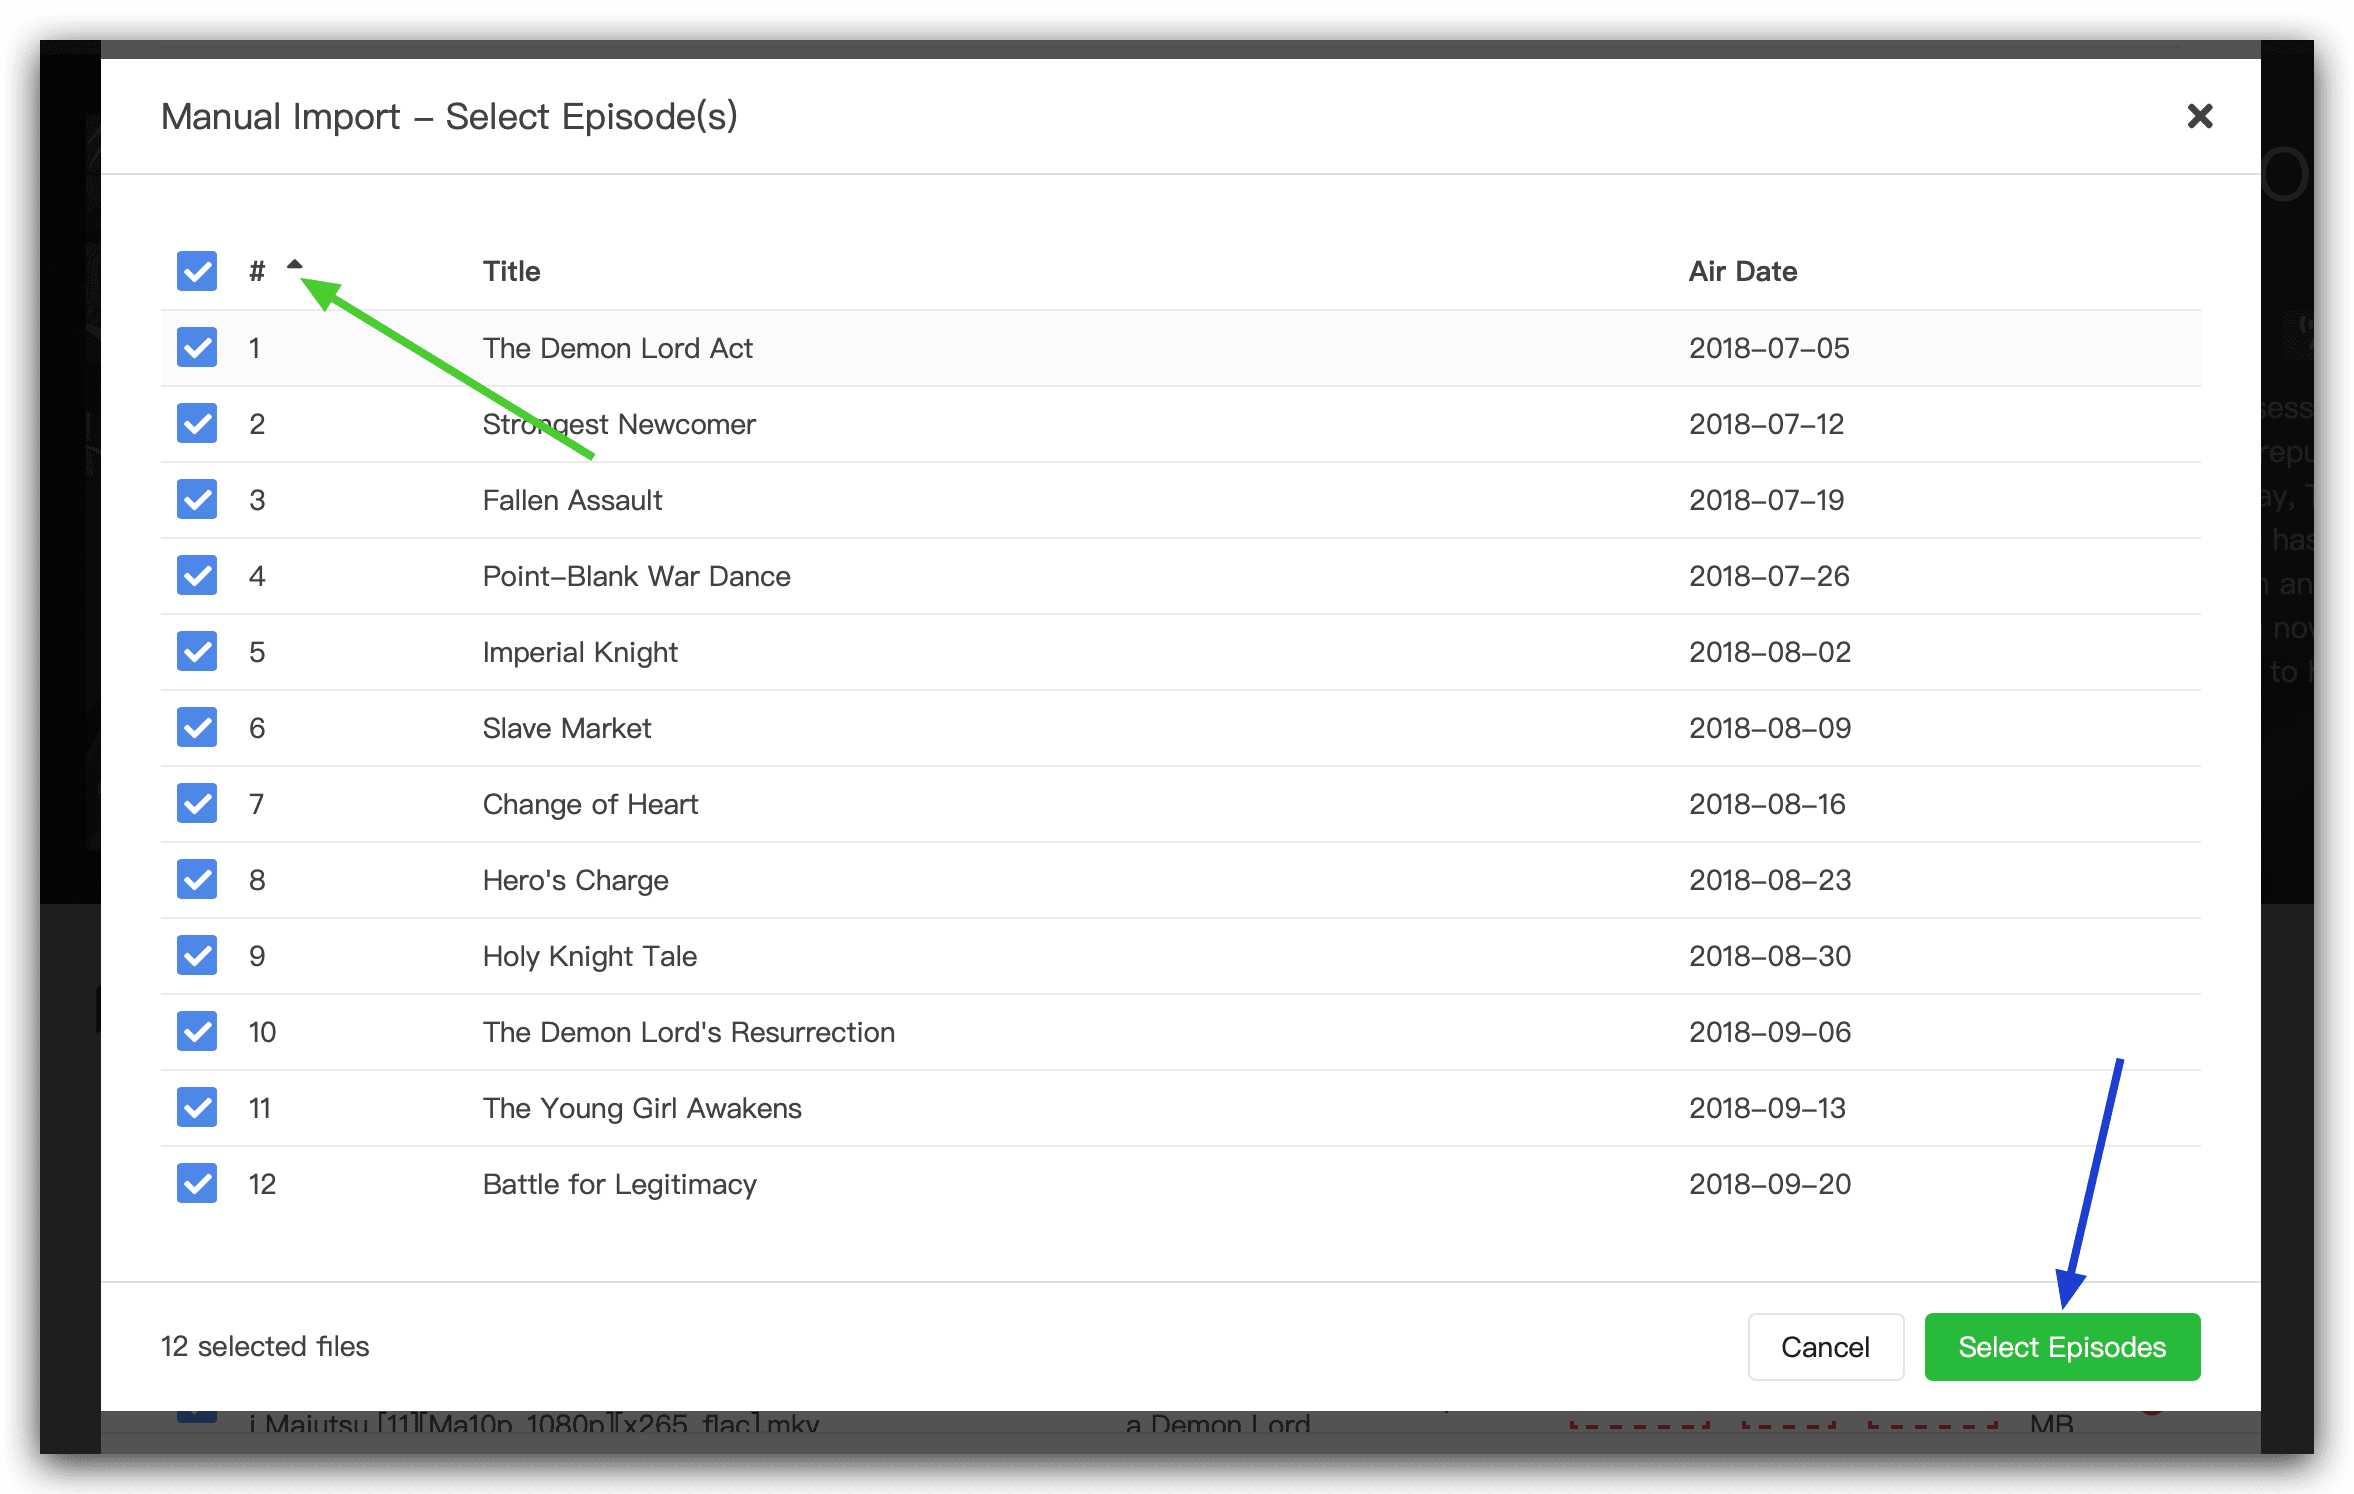 Manual Import – Select Episode(s)
# Title Air Date
1 The Demon Lord Act 2018–07–05
2 Strongest Newcomer 2018–07–12
3 Fallen Assault 2018–07–19
4 Point–Blank War Dance 2018–07–26
5 Imperial Knight 2018–08–02
6 Slave Market 2018–08–09
7 Change of Heart 2018–08–16
8 Hero's Charge 2018–08–23
9 Holy Knight Tale 2018–08–30
10 The Demon Lord's Resurrection 2018–09–06
11 The Young Girl Awakens 2018–09–13
12 Battle for Legitimacy 2018–09–20
12 selected files Cancel Select Episodes
i Majutsu [11][Ma10p_1080p][x265_flac].mkv a Demon Lord MB
has
to